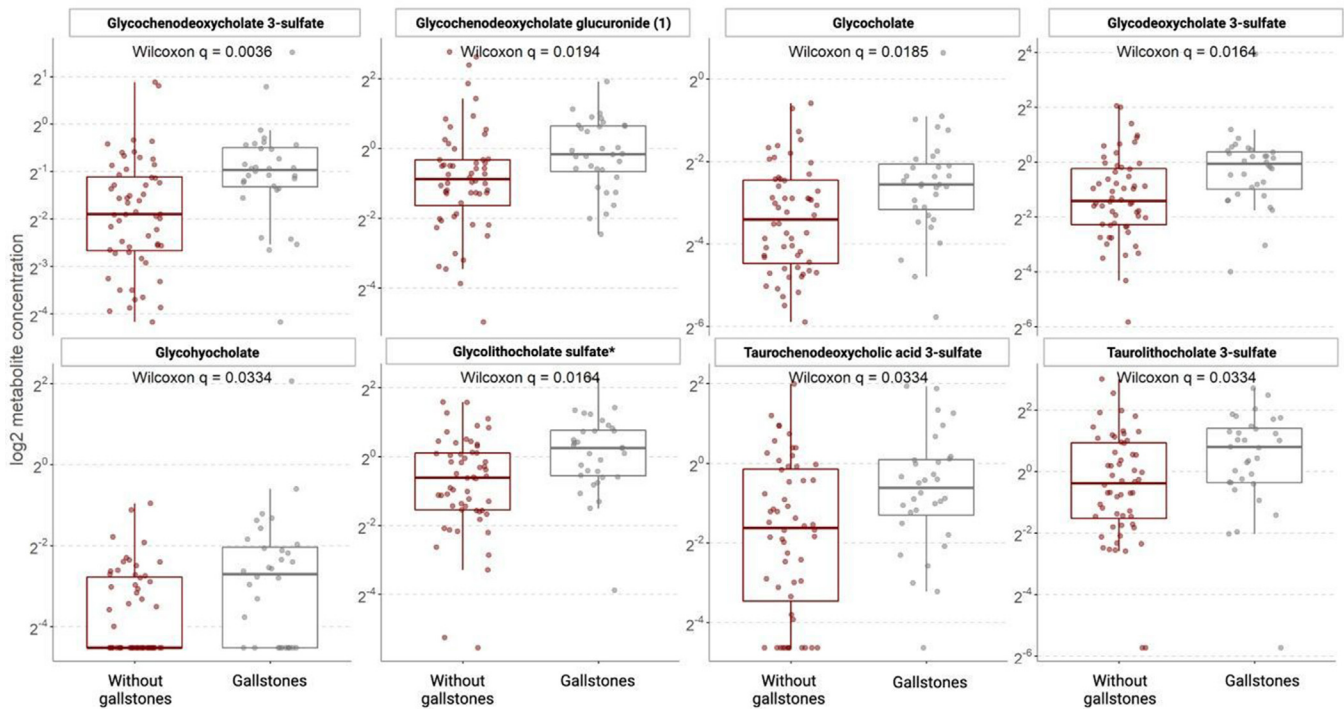 log2 metabolite concentration
Glycochenodeoxycholate 3-sulfate
Wilcoxon q = 0.0036
2^1
2^0
2^1
2^-2
2^-3
2^-4
Glycochenodeoxycholate glucuronide (1)
Wilcoxon q = 0.0194
2^2
2^0
2^-2
2^-4
Glycocholate
Wilcoxon q = 0.0185
2^0
2^-2
2^-4
2^-6
Glycodeoxycholate 3-sulfate
Wilcoxon q = 0.0164
2^4
2^2
2^0
2^-2
2^-4
2^-6
Glycohyocholate
Wilcoxon q = 0.0334
2^2
2^0
2^-2
2^-4
Without
gallstones
Gallstones
Glycolithocholate sulfate*
Wilcoxon q = 0.0164
2^2
2^0
2^-2
2^-4
Without
gallstones
Gallstones
Taurochenodeoxycholic acid 3-sulfate
Wilcoxon q = 0.0334
2^2
2^0
2^-2
2^-4
Without
gallstones
Gallstones
Taurolithocholate 3-sulfate
Wilcoxon q = 0.0334
2^2
2^0
2^-2
2^-4
2^-6
Without
gallstones
Gallstones